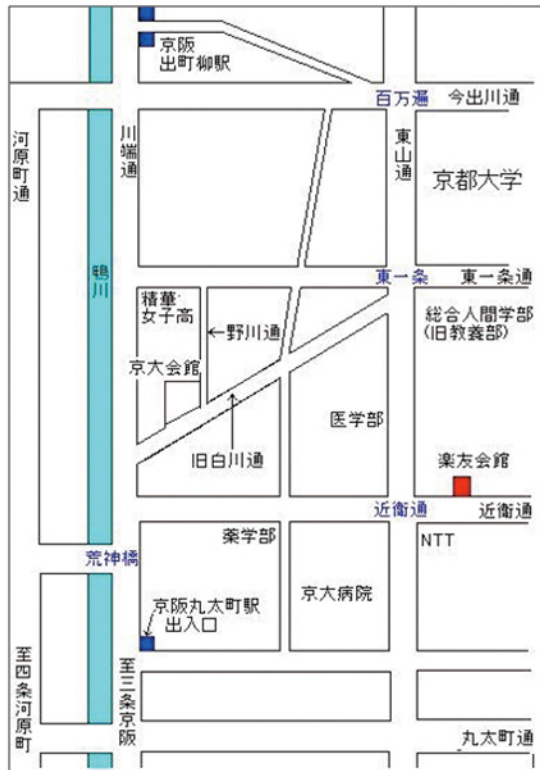 京阪
出町柳駅
百万遍
今出川通
河原町通
川端通
東山通
京都大学
鴨川
東一条
東一条通
精華
女子高
野川通
総合人間学部
(旧教養部)
京大会館
医学部
旧白川通
楽友会館
近衛通
近衛通
薬学部
NTT
荒神橋
京阪丸太町駅
出入口
京大病院
至四条河原町
至三条京阪
丸太町通